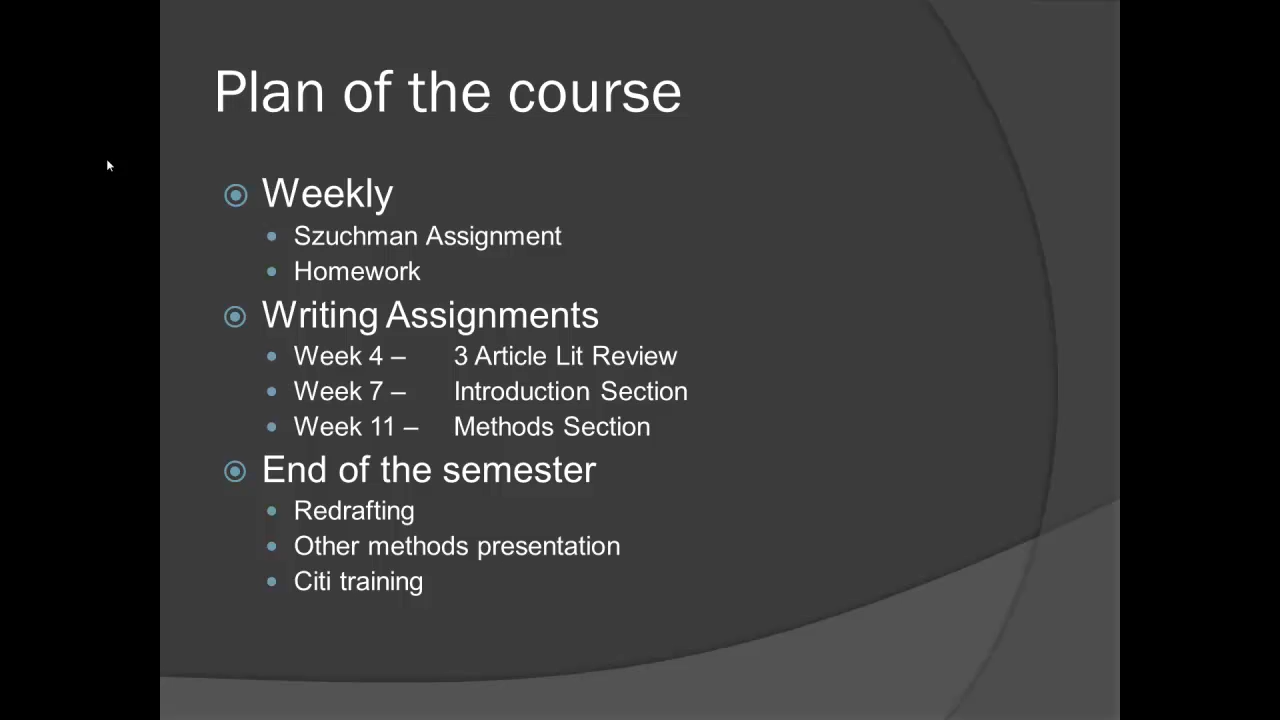 Plan of the course
Weekly
Szuchman Assignment
Homework
Writing Assignments
Week 4 – 3 Article Lit Review
Week 7 – Introduction Section
Week 11 – Methods Section
End of the semester
Redrafting
Other methods presentation
Citi training